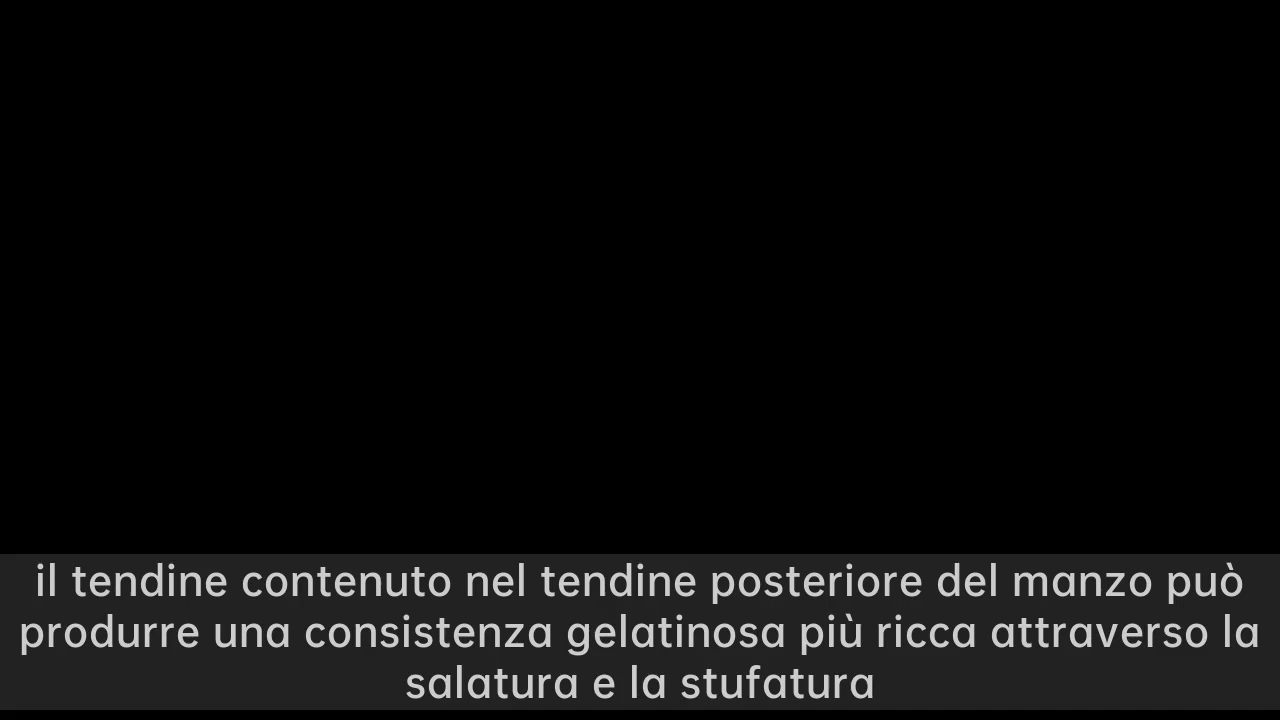 il tendine contenuto nel tendine posteriore del manzo può
produrre una consistenza gelatinosa più ricca attraverso la
salatura e la stufatura